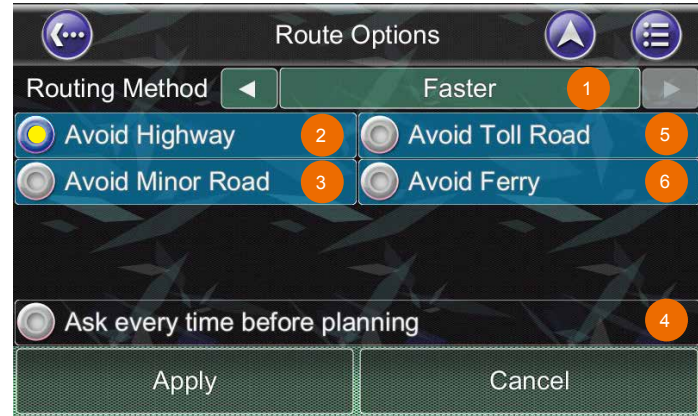 Route Options
Routing Method Faster 1
Avoid Highway 2 Avoid Toll Road 5
Avoid Minor Road 3 Avoid Ferry 6
Ask every time before planning 4
Apply Cancel